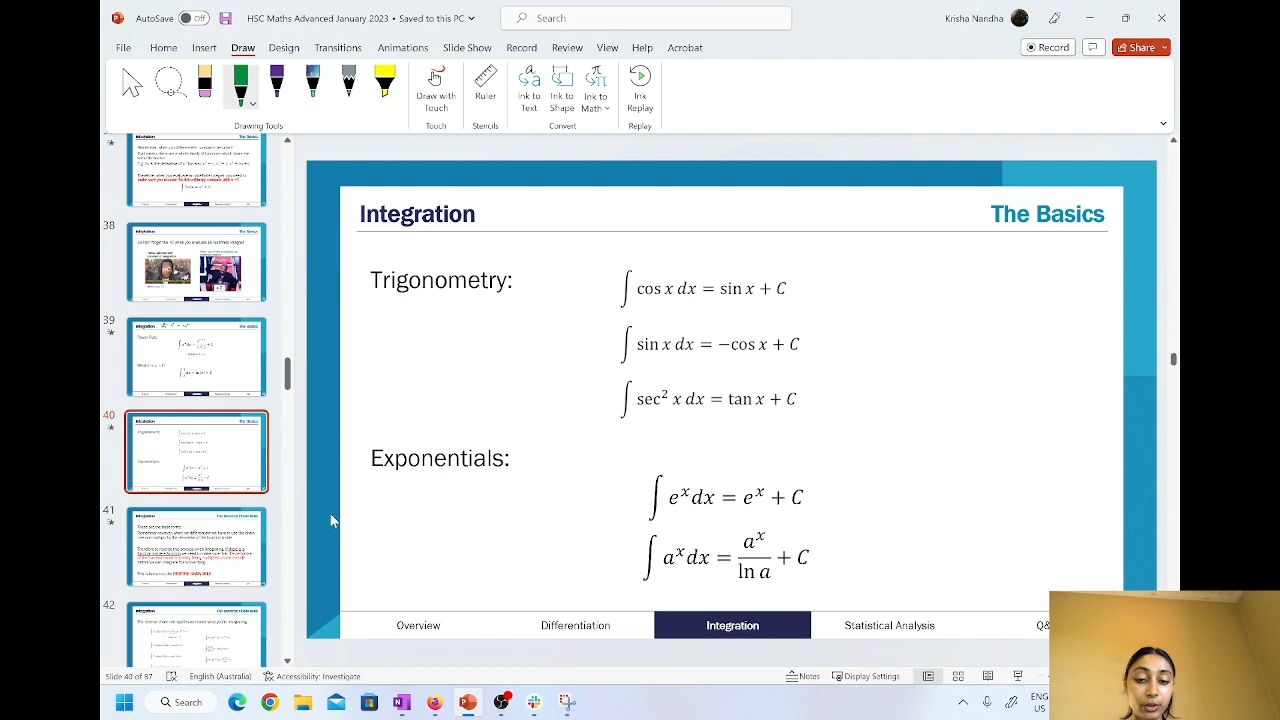 AutoSave Off HSC Maths Advanced January 2023 • Saved to this PC Search Krisha Nandha
File Home Insert Draw Design Transitions Animations Slide Show Record Review View Help Acrobat Record Share
Draw with Touch
Ruler
Ink to Text
Ink to Shape
Ink to Math
Ink Replay
Drawing Tools Touch Stencils Convert Replay
38
39
40
41
42
Integration The Basics
Trigonometry:
∫ cos x dx = sin x + C
∫ sin x dx = −cos x + C
∫ sec² x dx = tan x + C
Exponentials:
∫ eˣdx = eˣ + C
∫ aˣdx = aˣ/ln a + C
Differentiation Integration Statistical Analysis
Slide 40 of 87 English (Australia) Accessibility: Investigate Notes Display Settings
Search ENG
US